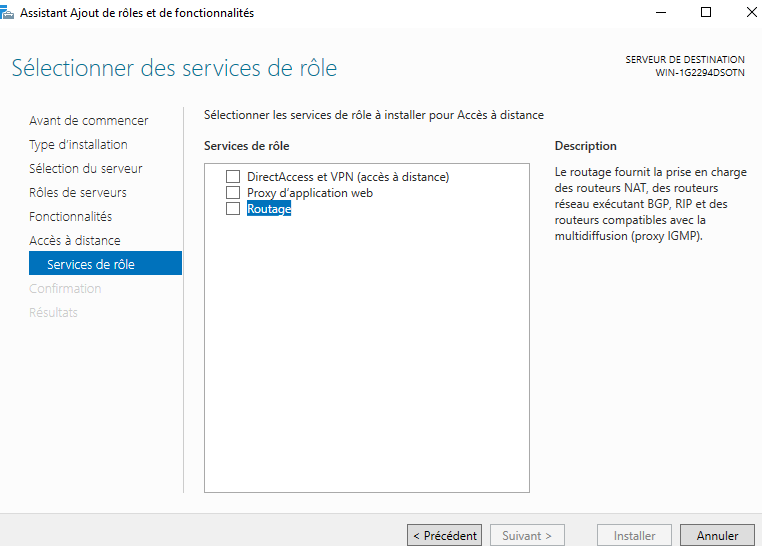 Assistant Ajout de rôles et de fonctionnalités
Sélectionner des services de rôle
SERVEUR DE DESTINATION
WIN-1G2294DSOTN
Avant de commencer
Type d'installation
Sélection du serveur
Rôles de serveurs
Fonctionnalités
Accès à distance
Services de rôle
Confirmation
Résultats
Sélectionner les services de rôle à installer pour Accès à distance
Services de rôle
DirectAccess et VPN (accès à distance)
Proxy d'application web
Routage
Description
Le routage fournit la prise en charge
des routeurs NAT, des routeurs
réseau exécutant BGP, RIP et des
routeurs compatibles avec la
multidiffusion (proxy IGMP).
< Précédent
Suivant >
Installer
Annuler